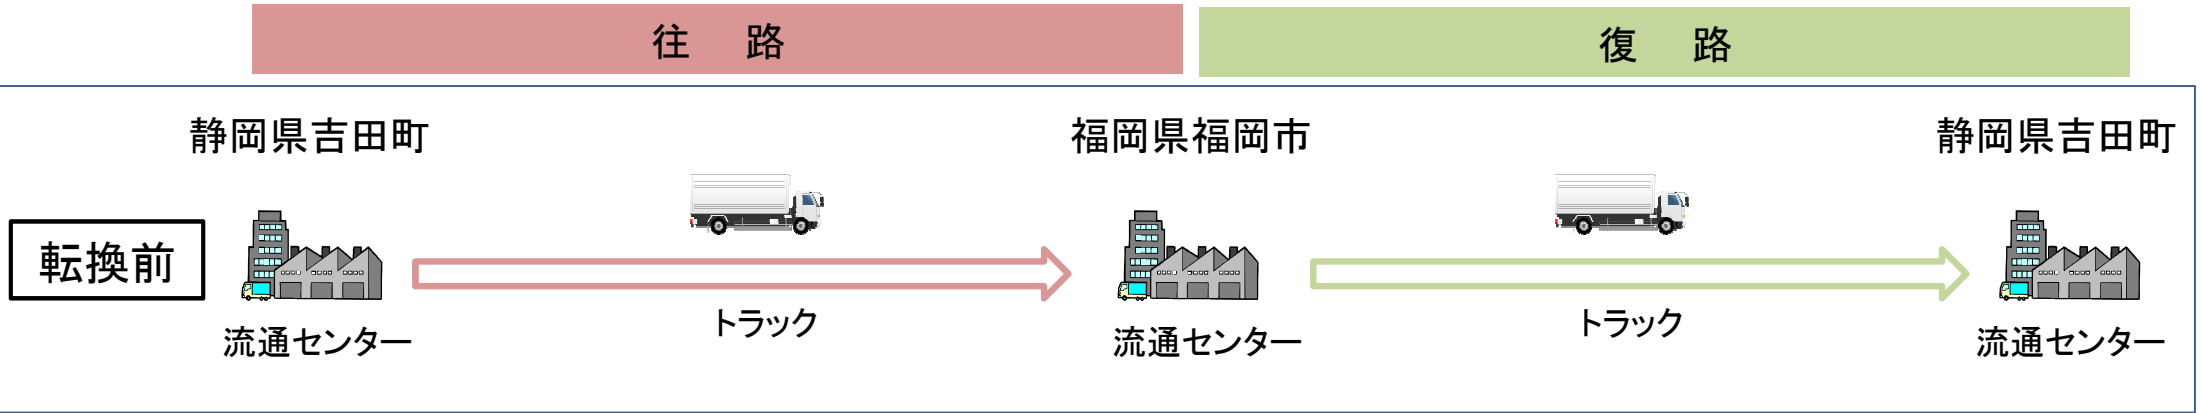 往 路
復 路
静岡県吉田町
福岡県福岡市
静岡県吉田町
転換前
トラック
トラック
流通センター
流通センター
流通センター